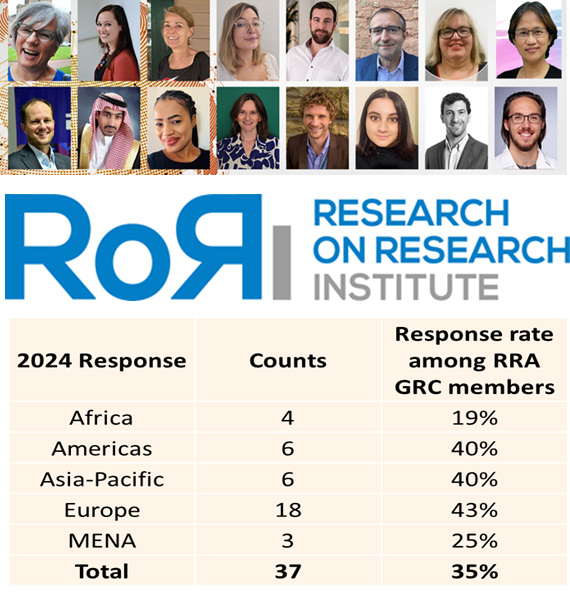 RoRI
RESEARCH
ON RESEARCH
INSTITUTE
2024 Response Counts Response rate among RRA GRC members
Africa 4 19%
Americas 6 40%
Asia-Pacific 6 40%
Europe 18 43%
MENA 3 25%
Total 37 35%